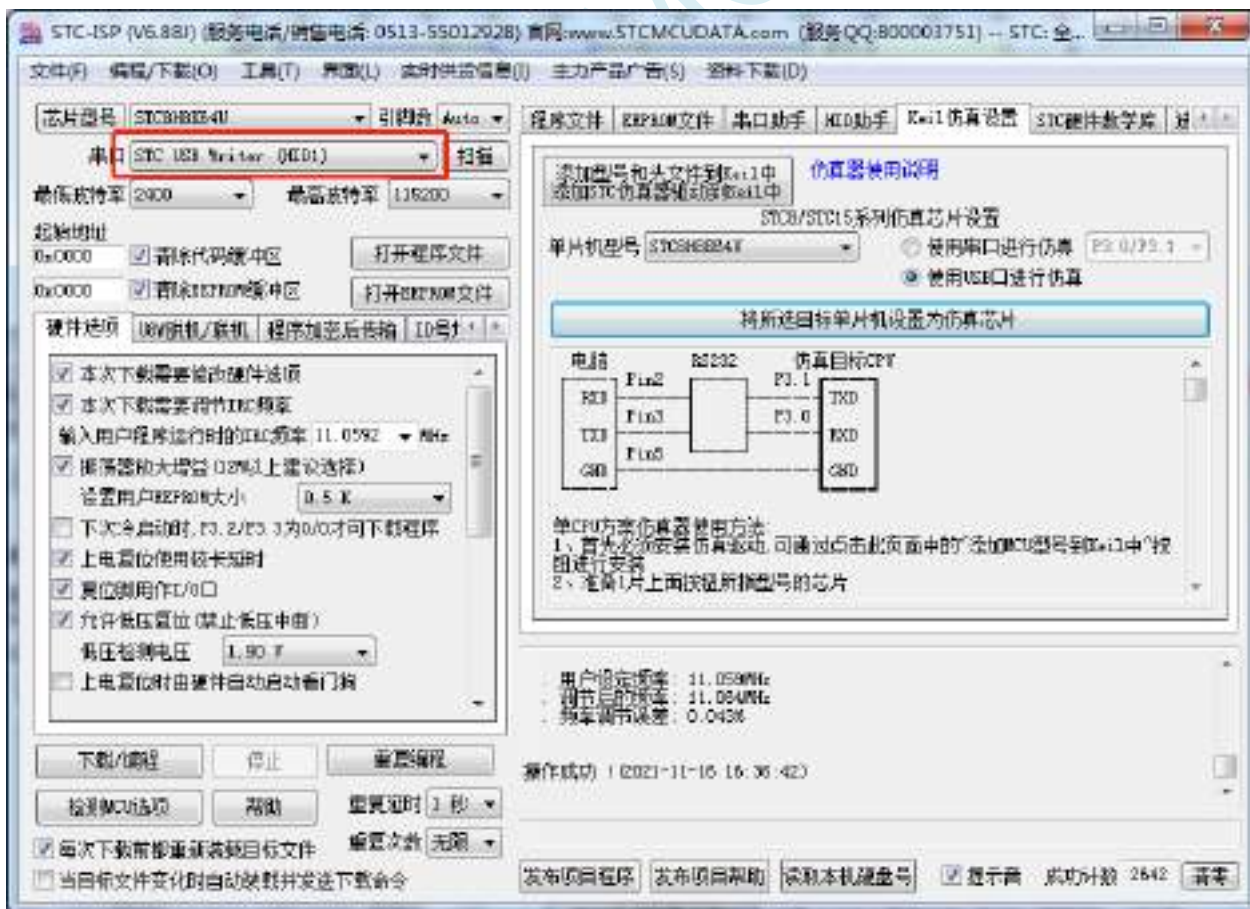 STC-ISP (V6.88J) (服务电话/销售电话: 0513-55012928) 官网:www.STCMCUDATA.com (服务QQ:800003751) -- STC: 全...
文件(F) 编程/下载(O) 工具(T) 界面(L) 实时供货信息(I) 主力产品广告(S) 资料下载(D)
芯片型号 STC8H8K64U 引脚数 Auto
串口 STC USB Writer (HID1) 扫描
最低波特率 2400 最高波特率 115200
起始地址
0x0000 清除代码缓冲区 打开程序文件
0x0000 清除EEPROM缓冲区 打开EEPROM文件
硬件选项 U8W脱机/联机 程序加密后传输 ID号
本次下载需要修改硬件选项
本次下载需要调节IRC频率
输入用户程序运行时的IRC频率 11.0592 MHz
振荡器放大增益(12M以上建议选择)
设置用户EEPROM大小 0.5 K
下次冷启动时,P3.2/P3.3为0/0才可下载程序
上电复位使用较长延时
复位脚用作I/O口
允许低压复位(禁止低压中断)
低压检测电压 1.90 V
上电复位时由硬件自动启动看门狗
下载/编程 停止 重复编程
检测MCU选项 帮助 重复延时 1 秒
每次下载前都重新装载目标文件 重复次数 无限
当目标文件变化时自动装载并发送下载命令
程序文件 EEPROM文件 串口助手 HID助手 Keil仿真设置 STC硬件数学库
添加型号和头文件到Keil中
添加STC仿真器驱动到Keil中
仿真器使用说明
STC8/STC15系列仿真芯片设置
单片机型号 STC8H8K64U 使用串口进行仿真 P3.0/P3.1
使用USB口进行仿真
将所选目标单片机设置为仿真芯片
电脑 RS232 仿真目标CPU
RXD Pin2 P3.1 TXD
TXD Pin3 P3.0 RXD
GND Pin5 GND
单CPU方案仿真器使用方法
1、首先必须安装仿真驱动,可通过点击此页面中的"添加MCU型号到Keil中"按
钮进行安装
2、准备1片上面按钮所指型号的芯片
. 用户设定频率: 11.059MHz
. 调节后的频率: 11.064MHz
. 频率调节误差: 0.043%
操作成功 !(2021-11-16 16:36:42)
发布项目程序 发布项目帮助 读取本机硬盘号 提示音 成功计数 2642 清零